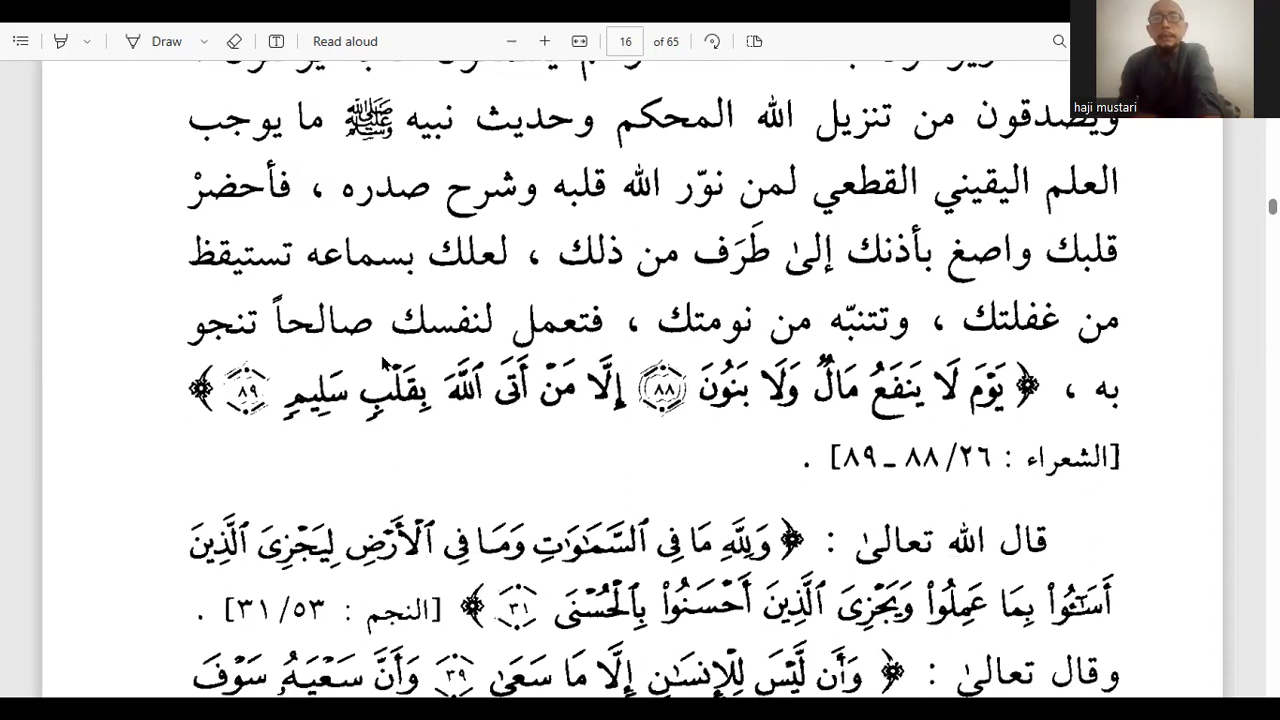 Draw
Read aloud
16 of 65
haji mustari
ويصدقون من تنزيل الله المحكم وحديث نبيه ﷺ ما يوجب
العلم اليقيني القطعي لمن نوّر الله قلبه وشرح صدره ، فأحضرْ
قلبك واصغ بأذنك إلىٰ طَرَف من ذلك ، لعلك بسماعه تستيقظ
من غفلتك ، وتتنبّه من نومتك ، فتعمل لنفسك صالحاً تنجو
به ، ﴿ يَوْمَ لَا يَنفَعُ مَالٌ وَلَا بَنُونَ ٨٨ إِلَّا مَنْ أَتَى ٱللَّهَ بِقَلْبٍ سَلِيمٍ ٨٩ ﴾
[الشعراء : ٢٦/ ٨٨ ـ ٨٩] .
قال الله تعالىٰ : ﴿ وَلِلَّهِ مَا فِي ٱلسَّمَٰوَٰتِ وَمَا فِي ٱلْأَرْضِ لِيَجْزِيَ ٱلَّذِينَ
أَسَٰٓـُٔوا۟ بِمَا عَمِلُوا۟ وَيَجْزِيَ ٱلَّذِينَ أَحْسَنُوا۟ بِٱلْحُسْنَى ٣١ ﴾ [النجم : ٥٣/ ٣١] .
وقال تعالىٰ : ﴿ وَأَن لَّيْسَ لِلْإِنسَٰنِ إِلَّا مَا سَعَىٰ ٣٩ وَأَنَّ سَعْيَهُۥ سَوْفَ